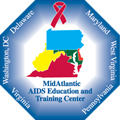 Delaware
Maryland
Washington, DC
West Virginia
Virginia
Pennsylvania
MidAtlantic
AIDS Education and
Training Center